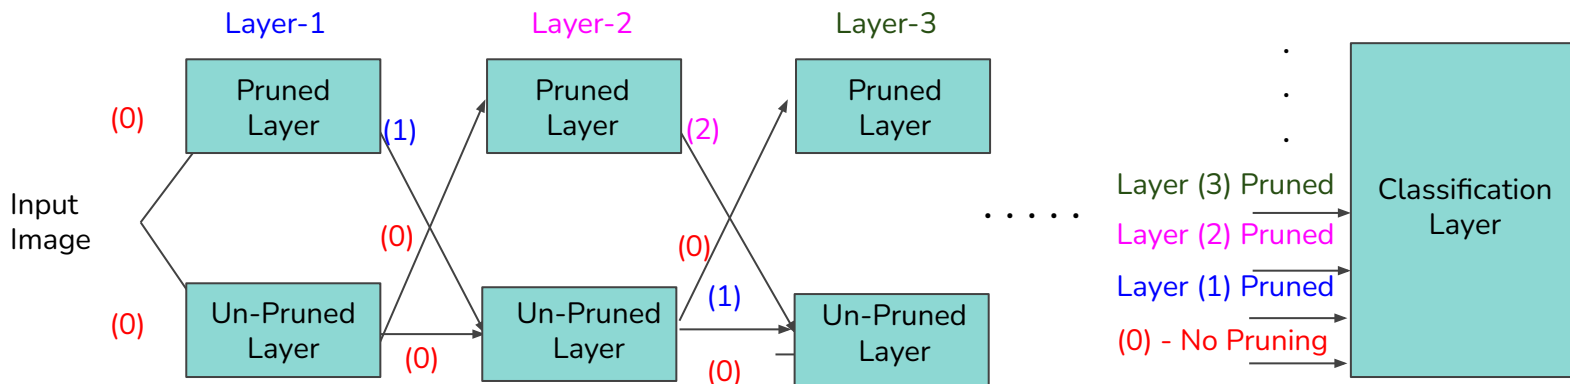 Layer-1
Layer-2
Layer-3
Pruned
Layer
Pruned
Layer
Pruned
Layer
(0)
(1)
(2)
Input
Image
(0)
(0)
(0)
(0)
(1)
(0)
Un-Pruned
Layer
Un-Pruned
Layer
Un-Pruned
Layer
. . . . .
Layer (3) Pruned
Layer (2) Pruned
Layer (1) Pruned
(0) - No Pruning
Classification
Layer